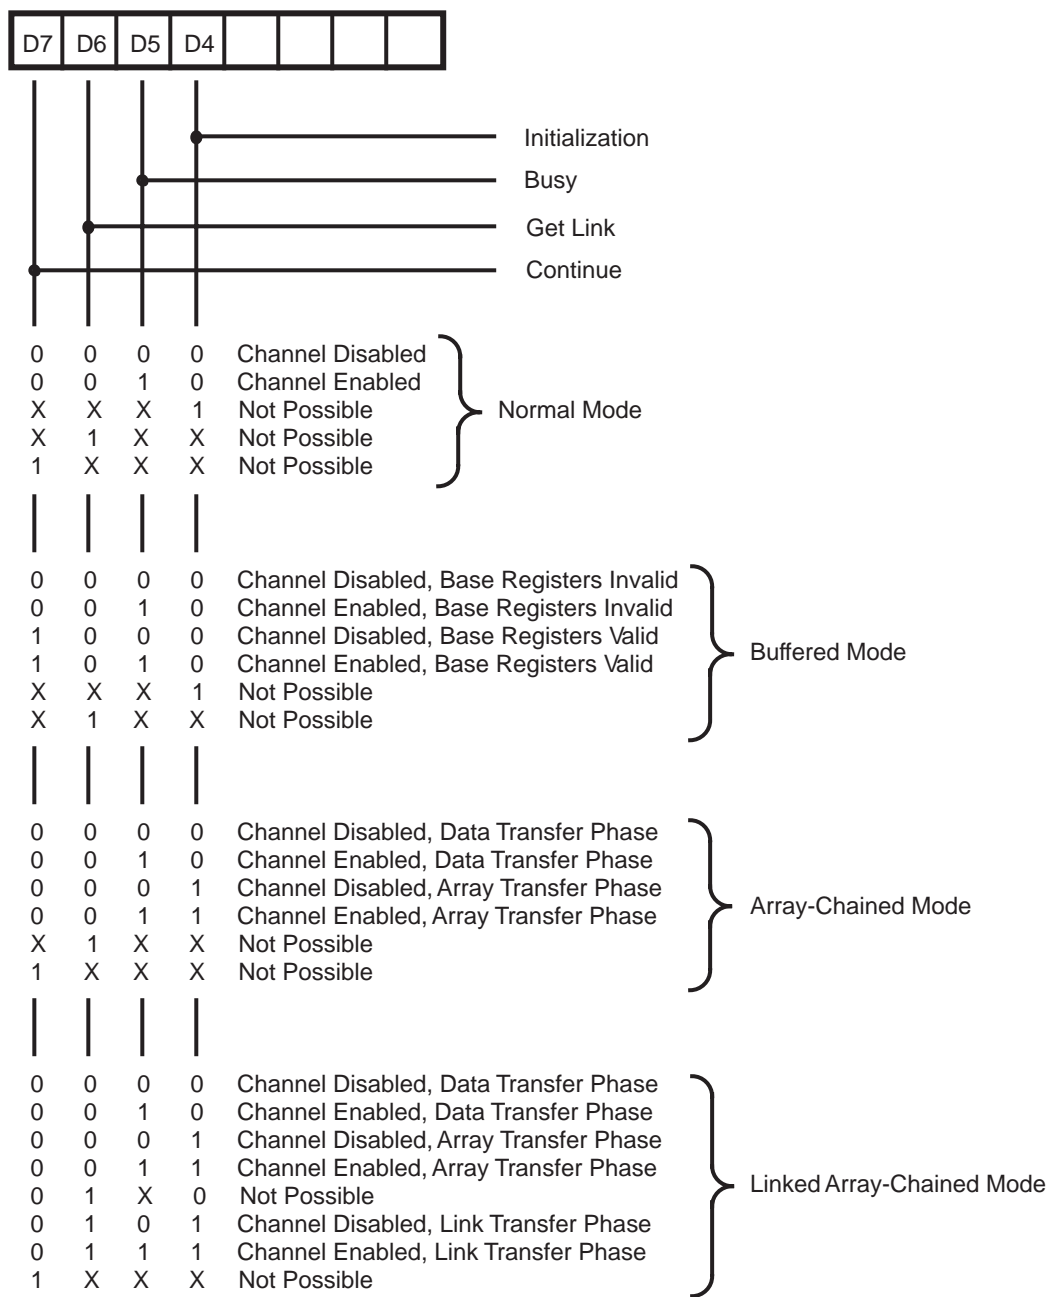 D7 D6 D5 D4
Initialization
Busy
Get Link
Continue
0 0 0 0 Channel Disabled
0 0 1 0 Channel Enabled
X X X 1 Not Possible
Normal Mode
X 1 X X Not Possible
1 X X X Not Possible
0 0 0 0 Channel Disabled, Base Registers Invalid
0 0 1 0 Channel Enabled, Base Registers Invalid
1 0 0 0 Channel Disabled, Base Registers Valid
1 0 1 0 Channel Enabled, Base Registers Valid
Buffered Mode
X X X 1 Not Possible
X 1 X X Not Possible
0 0 0 0 Channel Disabled, Data Transfer Phase
0 0 1 0 Channel Enabled, Data Transfer Phase
0 0 0 1 Channel Disabled, Array Transfer Phase
0 0 1 1 Channel Enabled, Array Transfer Phase
Array-Chained Mode
X 1 X X Not Possible
1 X X X Not Possible
0 0 0 0 Channel Disabled, Data Transfer Phase
0 0 1 0 Channel Enabled, Data Transfer Phase
0 0 0 1 Channel Disabled, Array Transfer Phase
0 0 1 1 Channel Enabled, Array Transfer Phase
0 1 X 0 Not Possible
Linked Array-Chained Mode
0 1 0 1 Channel Disabled, Link Transfer Phase
0 1 1 1 Channel Enabled, Link Transfer Phase
1 X X X Not Possible